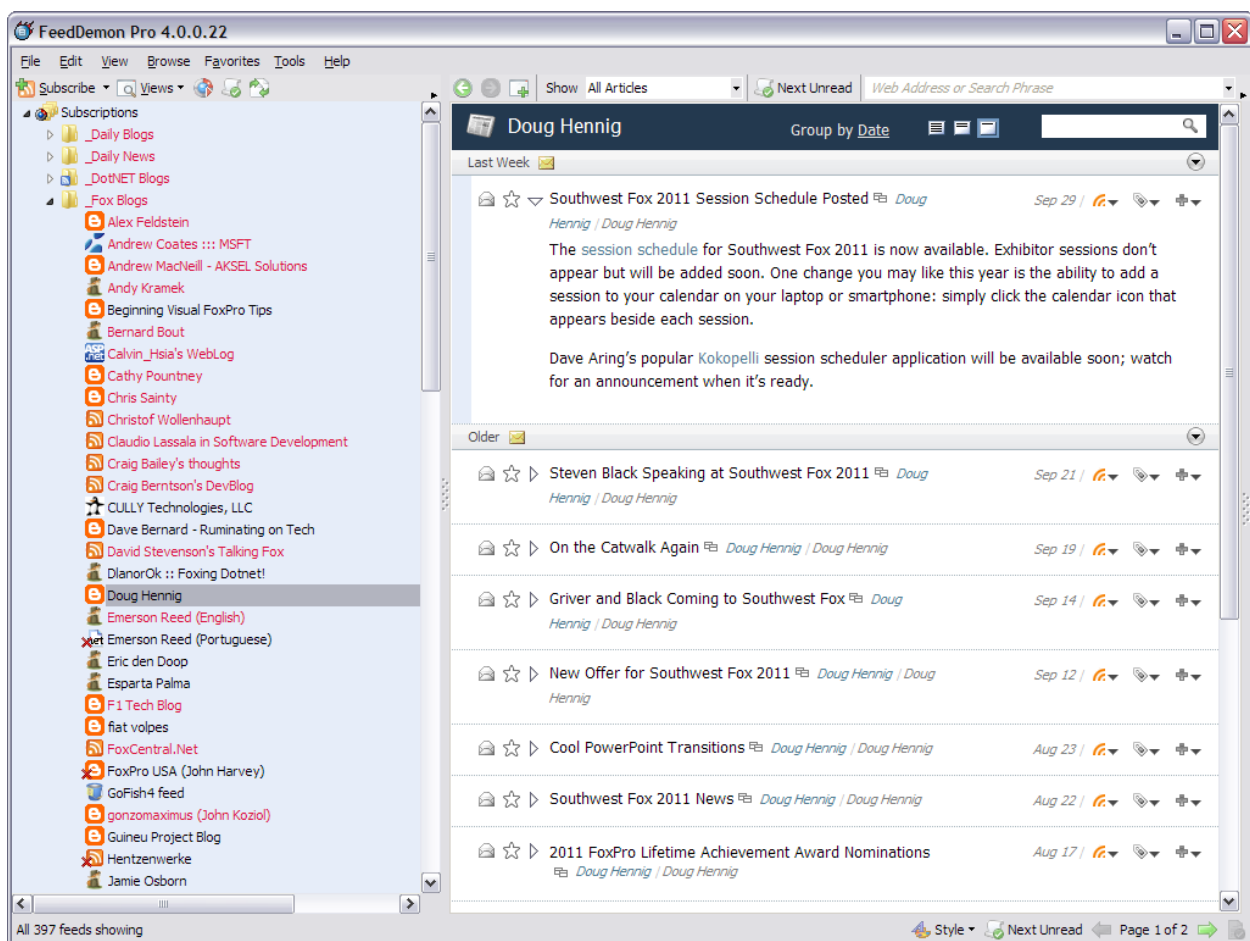 FeedDemon Pro 4.0.0.22
File Edit View Browse Favorites Tools Help
Subscribe Views
Show All Articles Next Unread Web Address or Search Phrase
Subscriptions
_Daily Blogs
_Daily News
_DotNET Blogs
_Fox Blogs
Alex Feldstein
Andrew Coates ::: MSFT
Andrew MacNeill - AKSEL Solutions
Andy Kramek
Beginning Visual FoxPro Tips
Bernard Bout
Calvin_Hsia's WebLog
Cathy Pountney
Chris Sainty
Christof Wollenhaupt
Claudio Lassala in Software Development
Craig Bailey's thoughts
Craig Berntson's DevBlog
CULLY Technologies, LLC
Dave Bernard - Ruminating on Tech
David Stevenson's Talking Fox
DlanorOk :: Foxing Dotnet!
Doug Hennig
Emerson Reed (English)
Emerson Reed (Portuguese)
Eric den Doop
Esparta Palma
F1 Tech Blog
fiat volpes
FoxCentral.Net
FoxPro USA (John Harvey)
GoFish4 feed
gonzomaximus (John Koziol)
Guineu Project Blog
Hentzenwerke
Jamie Osborn
Doug Hennig Group by Date
Last Week
Southwest Fox 2011 Session Schedule Posted Doug Sep 29 /
Hennig / Doug Hennig
The session schedule for Southwest Fox 2011 is now available. Exhibitor sessions don't
appear but will be added soon. One change you may like this year is the ability to add a
session to your calendar on your laptop or smartphone: simply click the calendar icon that
appears beside each session.
Dave Aring's popular Kokopelli session scheduler application will be available soon; watch
for an announcement when it's ready.
Older
Steven Black Speaking at Southwest Fox 2011 Doug Sep 21 /
Hennig / Doug Hennig
On the Catwalk Again Doug Hennig / Doug Hennig Sep 19 /
Griver and Black Coming to Southwest Fox Doug Sep 14 /
Hennig / Doug Hennig
New Offer for Southwest Fox 2011 Doug Hennig / Doug Sep 12 /
Hennig
Cool PowerPoint Transitions Doug Hennig / Doug Hennig Aug 23 /
Southwest Fox 2011 News Doug Hennig / Doug Hennig Aug 22 /
2011 FoxPro Lifetime Achievement Award Nominations Aug 17 /
Doug Hennig / Doug Hennig
All 397 feeds showing Style Next Unread Page 1 of 2